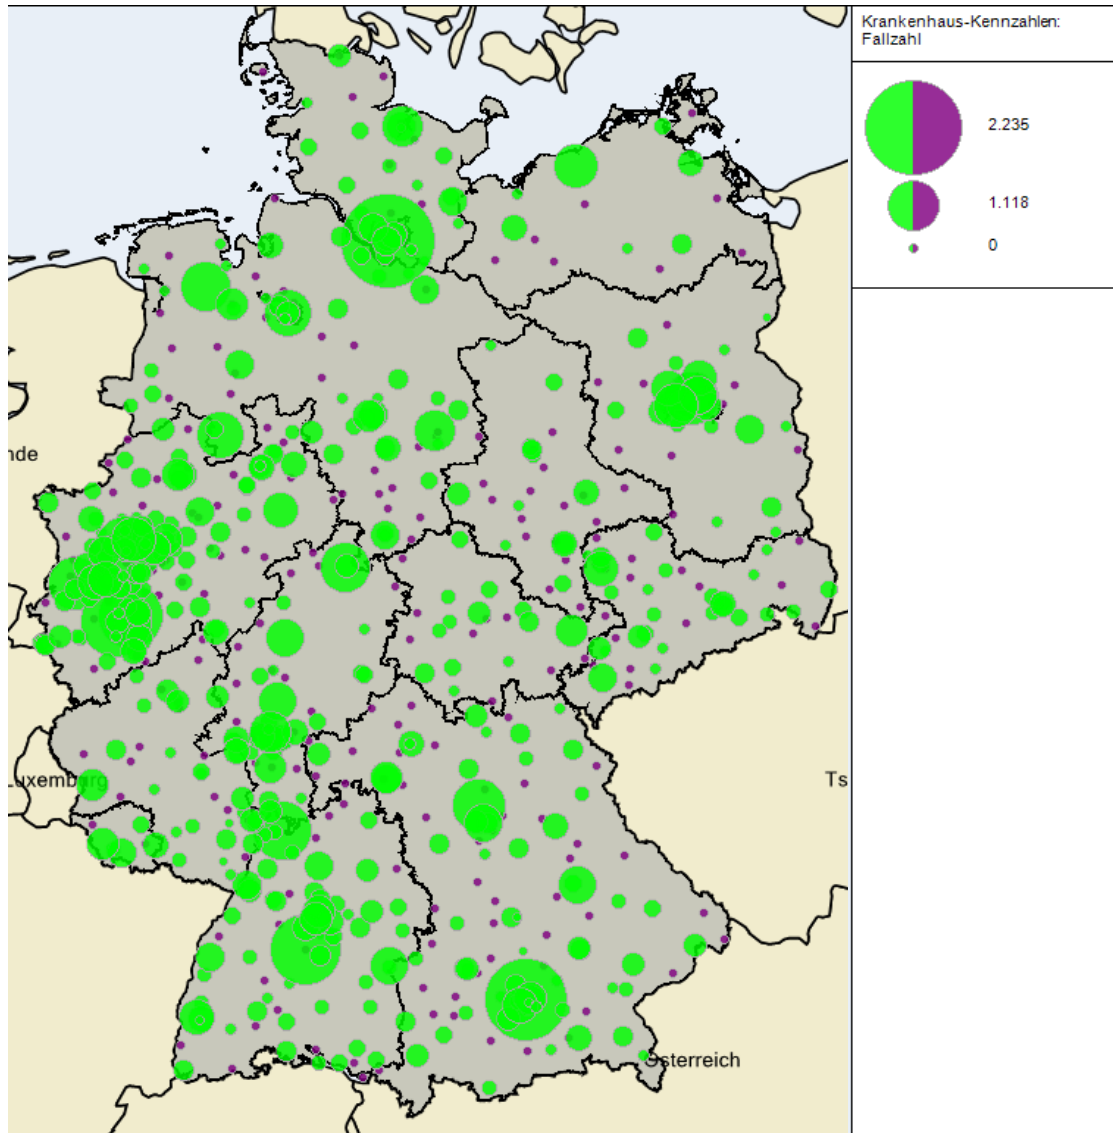 Krankenhaus-Kennzahlen:
Fallzahl
2.235
1.118
0
nde
Luxemburg
Ts
Österreich